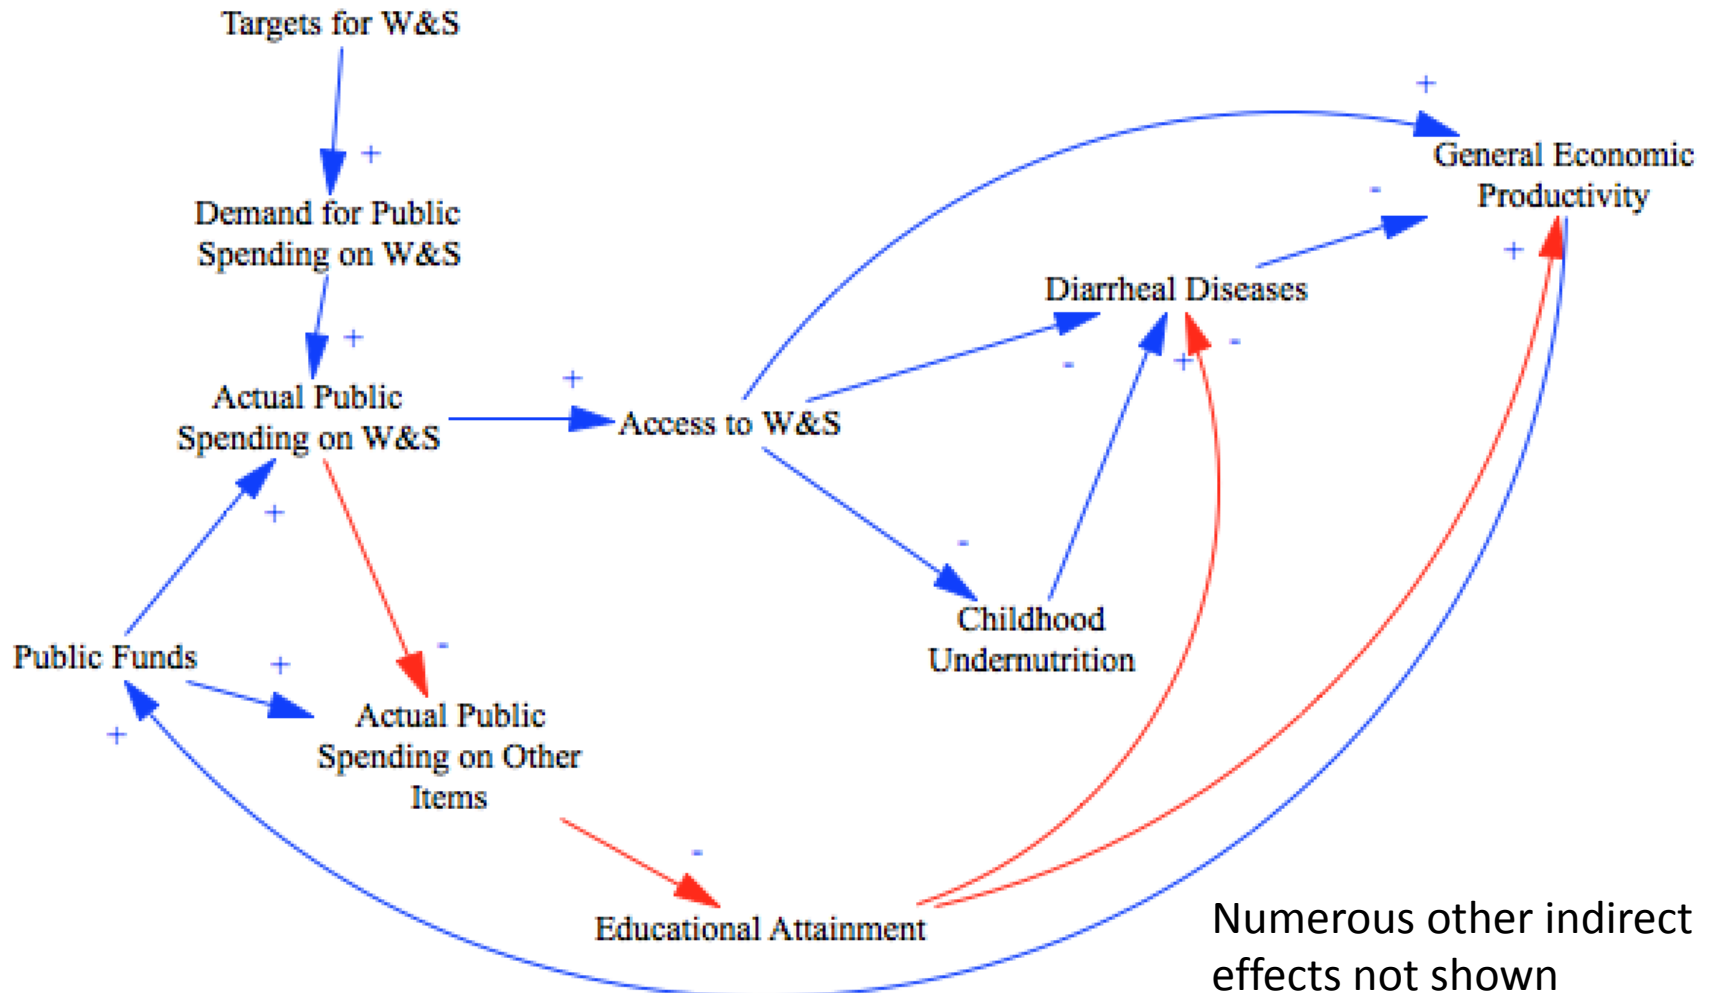 Targets for W&S
+
Demand for Public
Spending on W&S
+
Actual Public
Spending on W&S
+
Access to W&S
+
General Economic
Productivity
-
+
Diarrheal Diseases
-
+
-
-
Childhood
Undernutrition
+
Public Funds
+
+
-
Actual Public
Spending on Other
Items
-
Educational Attainment
Numerous other indirect
effects not shown